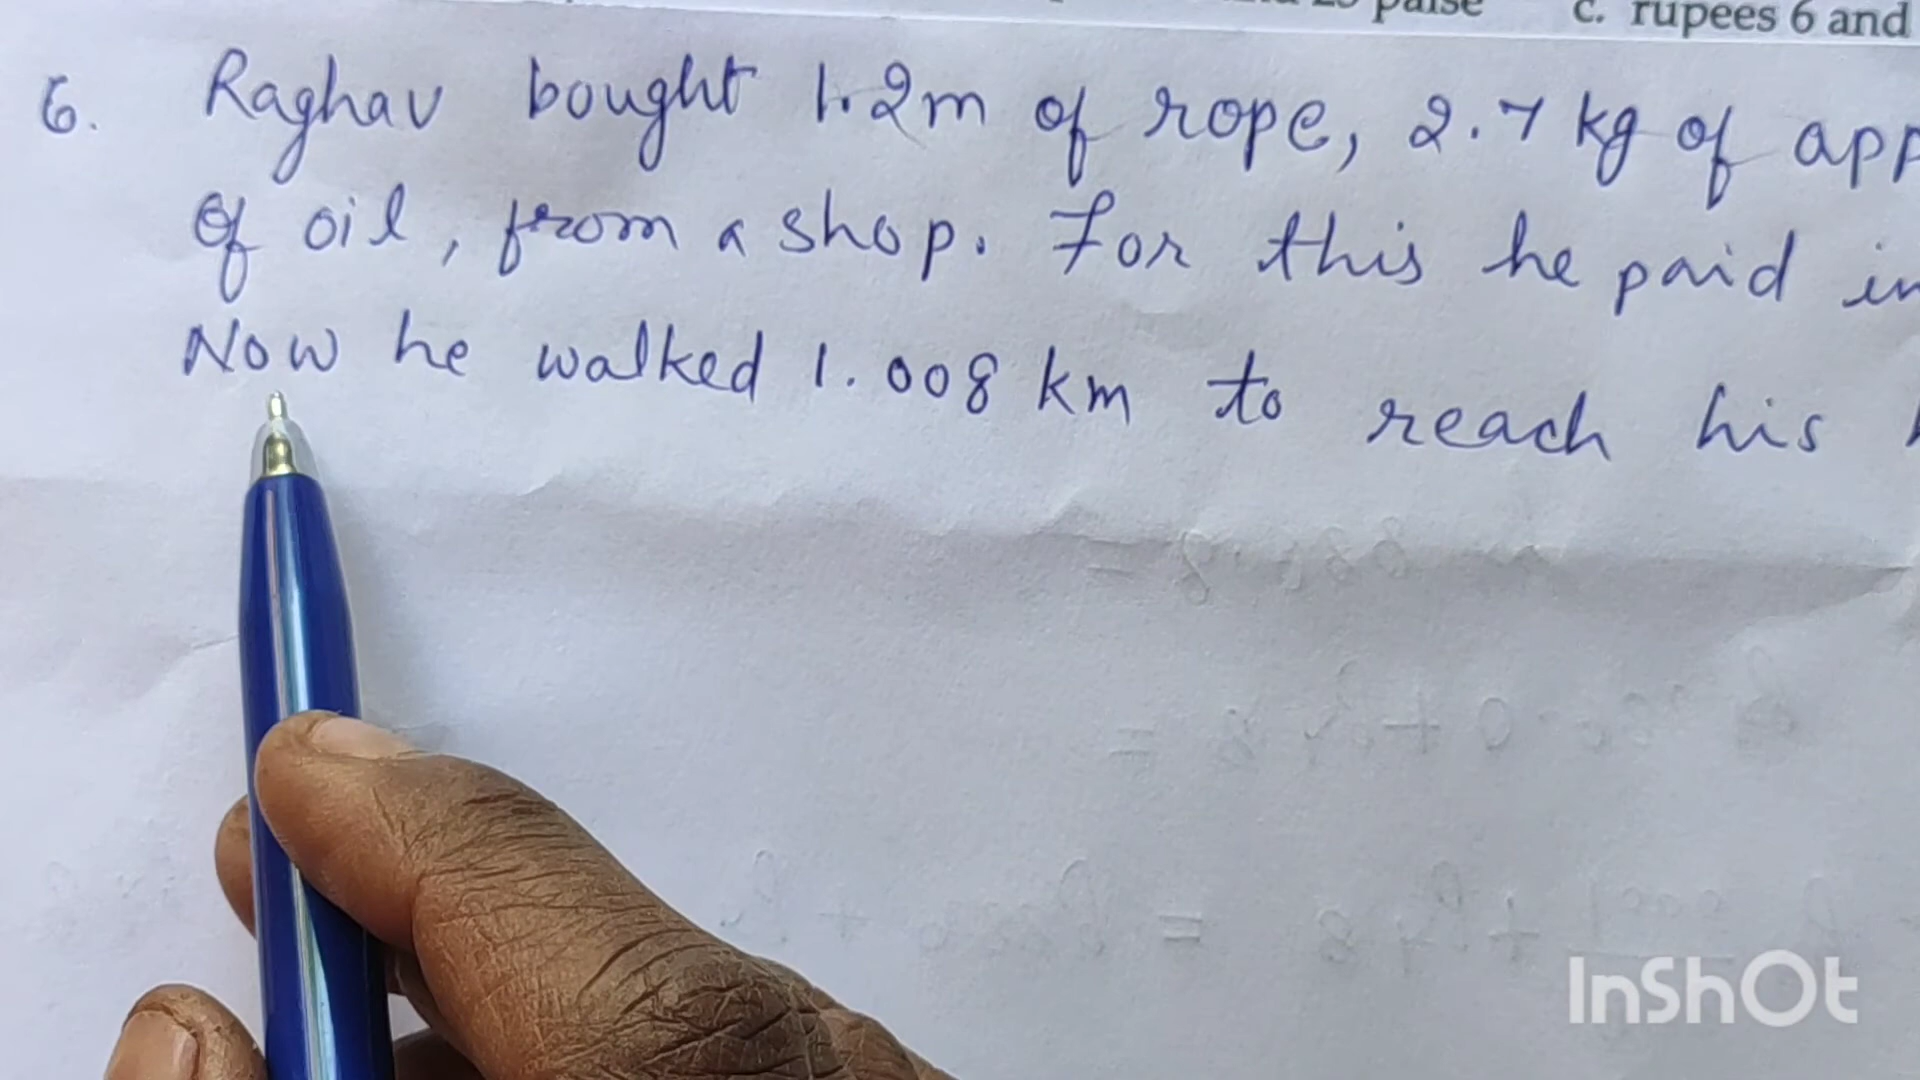 paise c. rupees 6 and
6. Raghav bought 1.2m of rope, 2.7 kg of app
of oil, from a shop. For this he paid in
Now he walked 1.008 km to reach his
InShOt